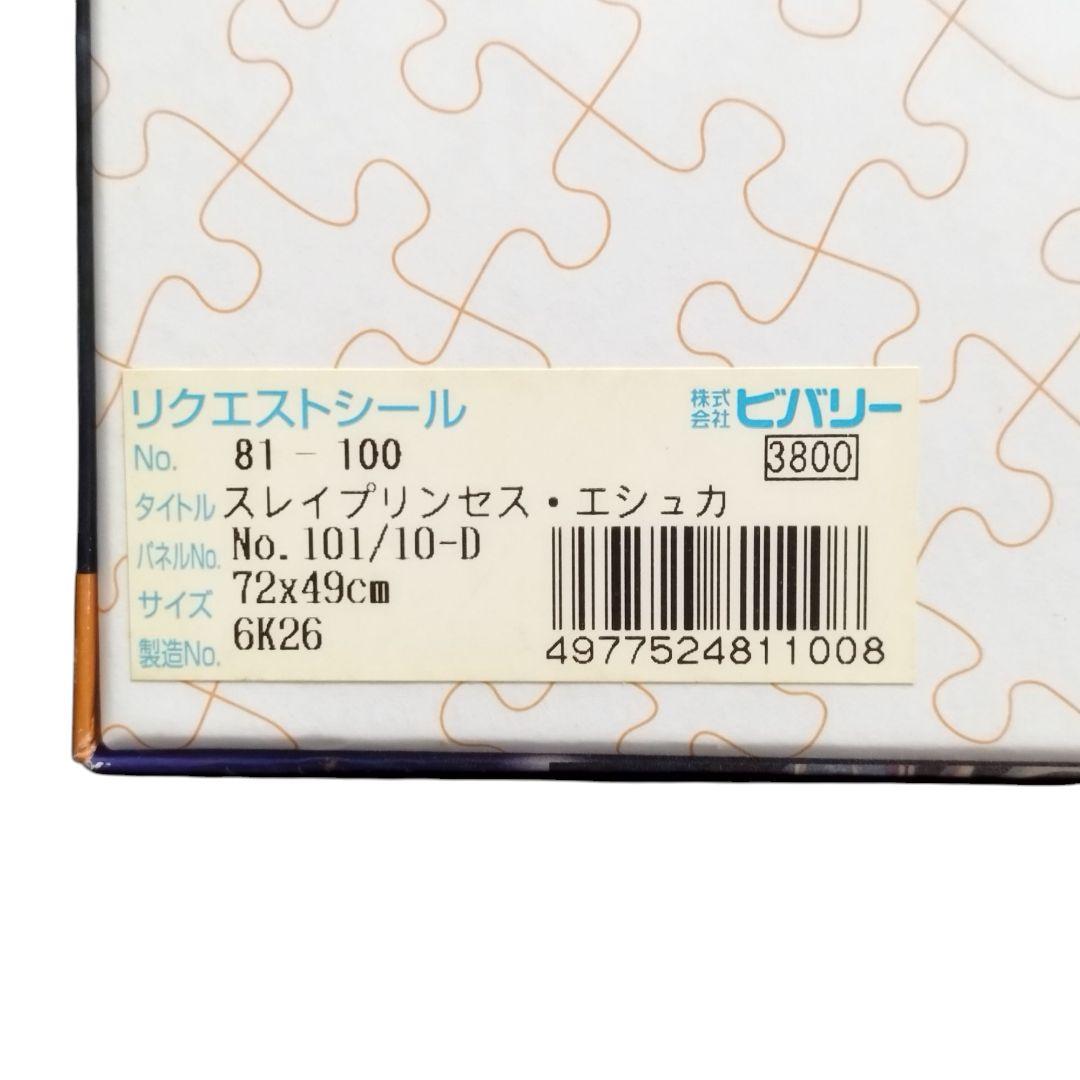 リクエストシール
株式会社 ビバリー
No. 81 - 100
3800
タイトル スレイプリンセス・エシュカ
パネルNo. No.101/10-D
サイズ 72x49cm
製造No. 6K26
4977524811008